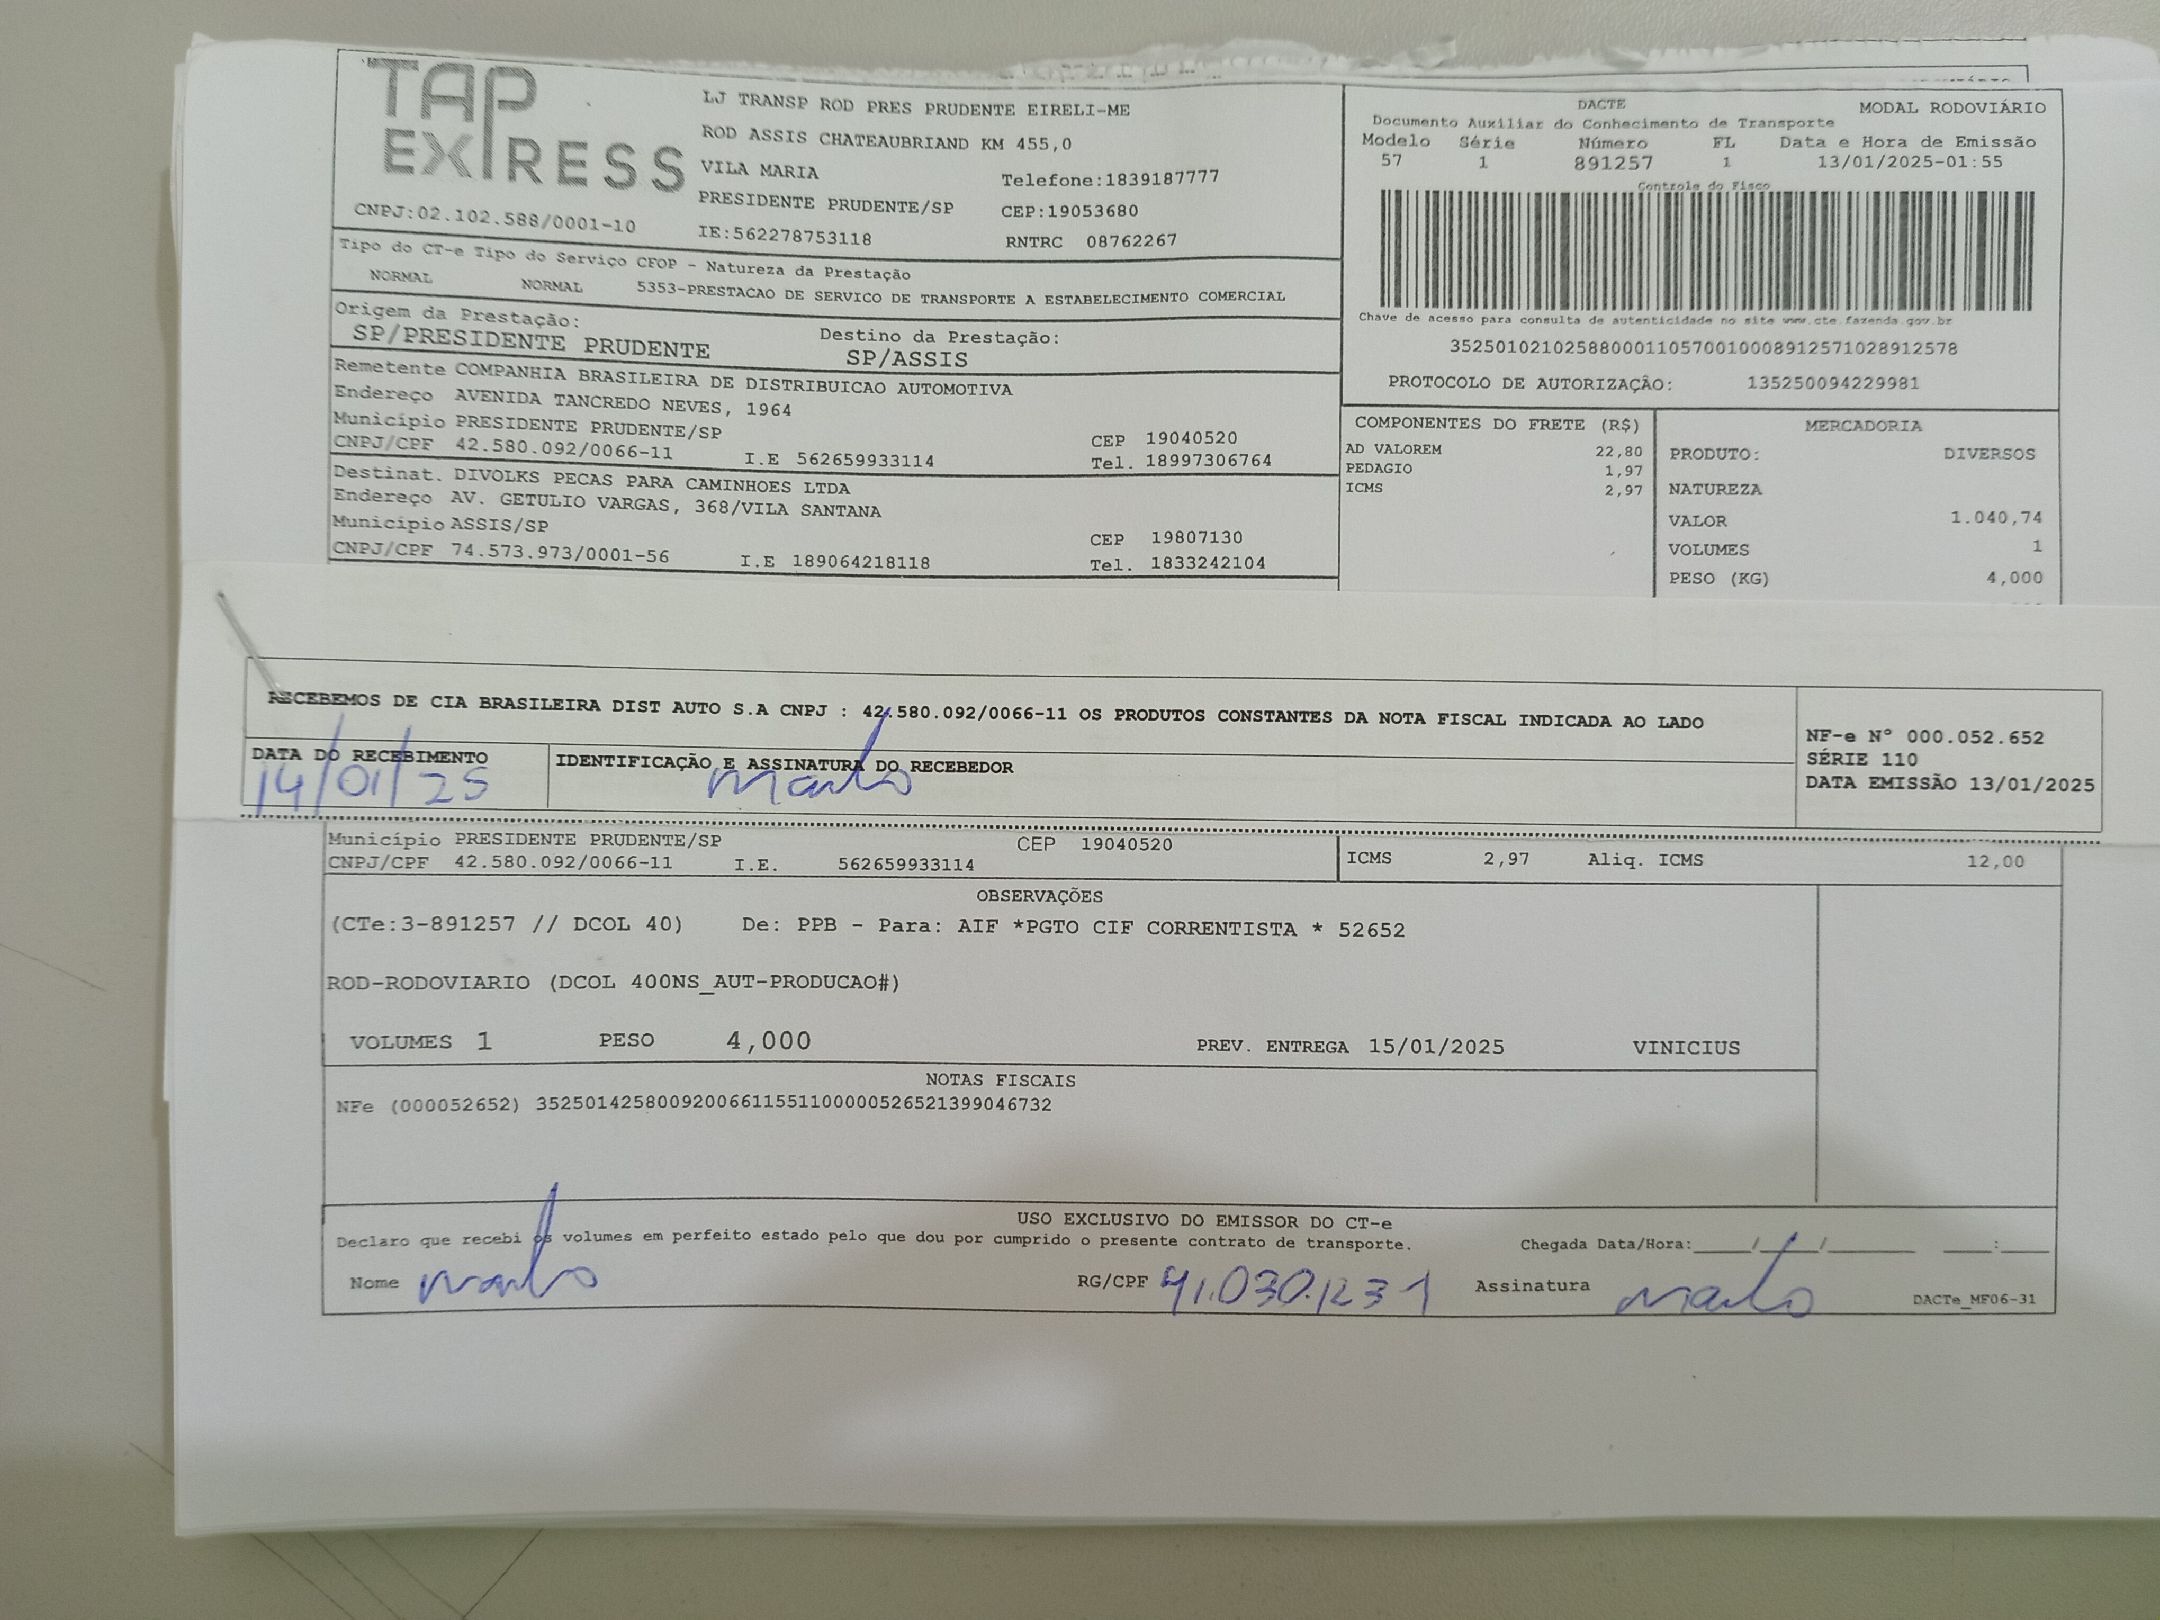 TAP
EXPRESS
CNPJ:02.102.588/0001-10
LJ TRANSP ROD PRES PRUDENTE EIRELI-ME
ROD ASSIS CHATEAUBRIAND KM 455,0
VILA MARIA
Telefone:1839187777
PRESIDENTE PRUDENTE/SP CEP:19053680
IE:562278753118 RNTRC 08762267
DACTE MODAL RODOVIÁRIO
Documento Auxiliar do Conhecimento de Transporte
Modelo Série Número FL Data e Hora de Emissão
57 1 891257 1 13/01/2025-01:55
Controle do Fisco
Chave de acesso para consulta de autenticidade no site www.cte.fazenda.gov.br
35250102102588000110570010008912571028912578
PROTOCOLO DE AUTORIZAÇÃO: 135250094229981
Tipo do CT-e Tipo do Serviço CFOP - Natureza da Prestação
NORMAL NORMAL 5353-PRESTACAO DE SERVICO DE TRANSPORTE A ESTABELECIMENTO COMERCIAL
Origem da Prestação: Destino da Prestação:
SP/PRESIDENTE PRUDENTE SP/ASSIS
Remetente COMPANHIA BRASILEIRA DE DISTRIBUICAO AUTOMOTIVA
Endereço AVENIDA TANCREDO NEVES, 1964
Município PRESIDENTE PRUDENTE/SP CEP 19040520
CNPJ/CPF 42.580.092/0066-11 I.E 562659933114 Tel. 18997306764
Destinat. DIVOLKS PECAS PARA CAMINHOES LTDA
Endereço AV. GETULIO VARGAS, 368/VILA SANTANA
Município ASSIS/SP CEP 19807130
CNPJ/CPF 74.573.973/0001-56 I.E 189064218118 Tel. 1833242104
COMPONENTES DO FRETE (R$)
AD VALOREM 22,80
PEDAGIO 1,97
ICMS 2,97
MERCADORIA
PRODUTO: DIVERSOS
NATUREZA
VALOR 1.040,74
VOLUMES 1
PESO (KG) 4,000
RECEBEMOS DE CIA BRASILEIRA DIST AUTO S.A CNPJ : 42.580.092/0066-11 OS PRODUTOS CONSTANTES DA NOTA FISCAL INDICADA AO LADO
DATA DO RECEBIMENTO IDENTIFICAÇÃO E ASSINATURA DO RECEBEDOR
14/01/25
NF-e N° 000.052.652
SÉRIE 110
DATA EMISSÃO 13/01/2025
Município PRESIDENTE PRUDENTE/SP CEP 19040520
CNPJ/CPF 42.580.092/0066-11 I.E. 562659933114
ICMS 2,97 Aliq. ICMS 12,00
OBSERVAÇÕES
(CTe:3-891257 // DCOL 40) De: PPB - Para: AIF *PGTO CIF CORRENTISTA * 52652
ROD-RODOVIARIO (DCOL 400NS_AUT-PRODUCAO#)
VOLUMES 1 PESO 4,000 PREV. ENTREGA 15/01/2025 VINICIUS
NOTAS FISCAIS
NFe (000052652) 35250142580092006611551100000526521399046732
USO EXCLUSIVO DO EMISSOR DO CT-e
Declaro que recebi os volumes em perfeito estado pelo que dou por cumprido o presente contrato de transporte. Chegada Data/Hora:____/____/______ ____:____
Nome RG/CPF 41.030.123 1 Assinatura
DACTe_MF06-31